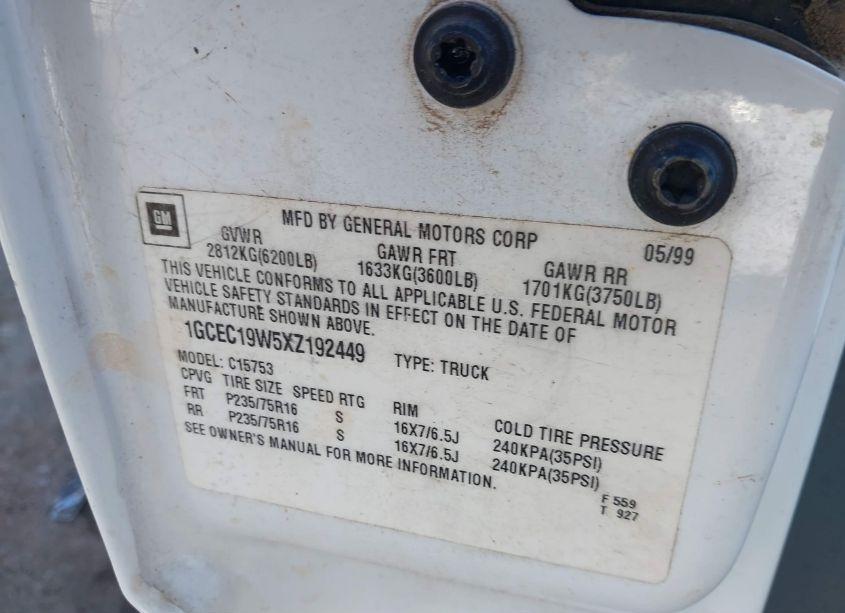 GM
MFD BY GENERAL MOTORS CORP 05/99
GVWR GAWR FRT GAWR RR
2812KG(6200LB) 1633KG(3600LB) 1701KG(3750LB)
THIS VEHICLE CONFORMS TO ALL APPLICABLE U.S. FEDERAL MOTOR
VEHICLE SAFETY STANDARDS IN EFFECT ON THE DATE OF
MANUFACTURE SHOWN ABOVE.
1GCEC19W5XZ192449 TYPE: TRUCK
MODEL: C15753
CPVG TIRE SIZE SPEED RTG RIM COLD TIRE PRESSURE
FRT P235/75R16 S 16X7/6.5J 240KPA(35PSI)
RR P235/75R16 S 16X7/6.5J 240KPA(35PSI)
SEE OWNER'S MANUAL FOR MORE INFORMATION.
F 559
T 927